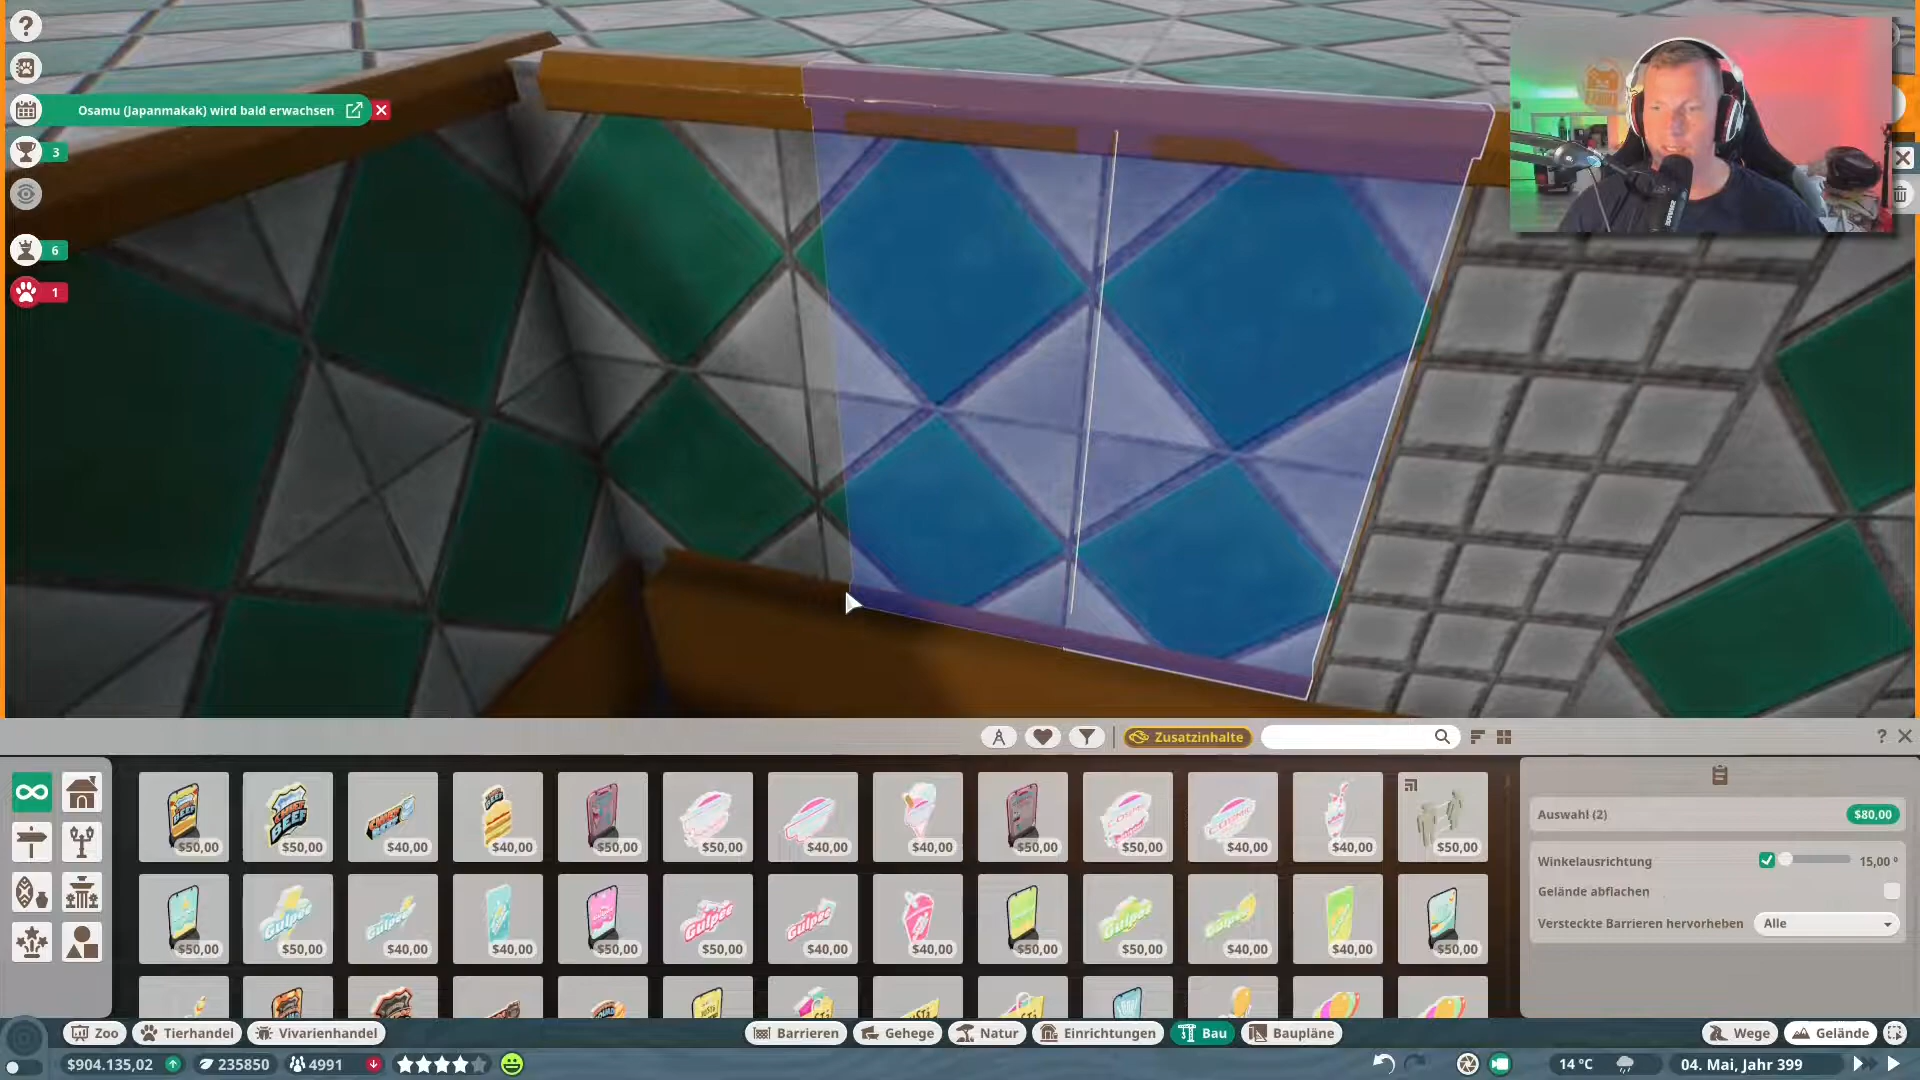 Osamu (Japanmakak) wird bald erwachsen
3
6
1
Zusatzinhalte
$50,00 $50,00 $40,00 $40,00 $50,00 $50,00 $40,00 $40,00 $50,00 $50,00 $40,00 $40,00 $50,00
$50,00 $50,00 $40,00 $40,00 $50,00 $50,00 $40,00 $40,00 $50,00 $50,00 $40,00 $40,00 $50,00
Auswahl (2) $80,00
Winkelausrichtung 15,00 °
Gelände abflachen
Versteckte Barrieren hervorheben Alle
Zoo Tierhandel Vivarienhandel Barrieren Gehege Natur Einrichtungen Bau Baupläne Wege Gelände
$904.135,02 235850 4991 14 °C 04. Mai, Jahr 399